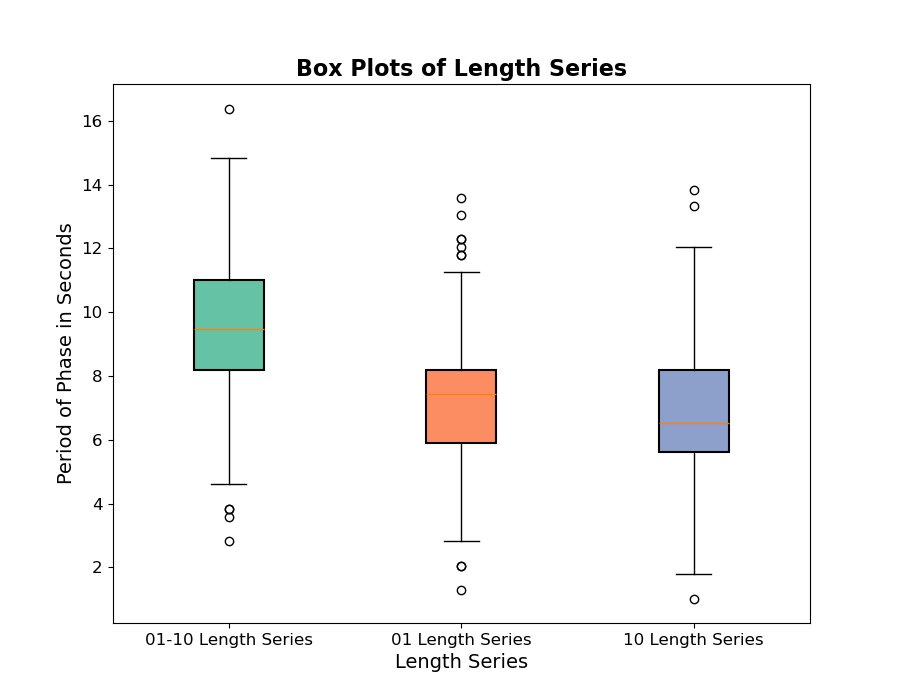 Box Plots of Length Series
Period of Phase in Seconds
16
14
12
10
8
6
4
2
01-10 Length Series
01 Length Series
10 Length Series
Length Series